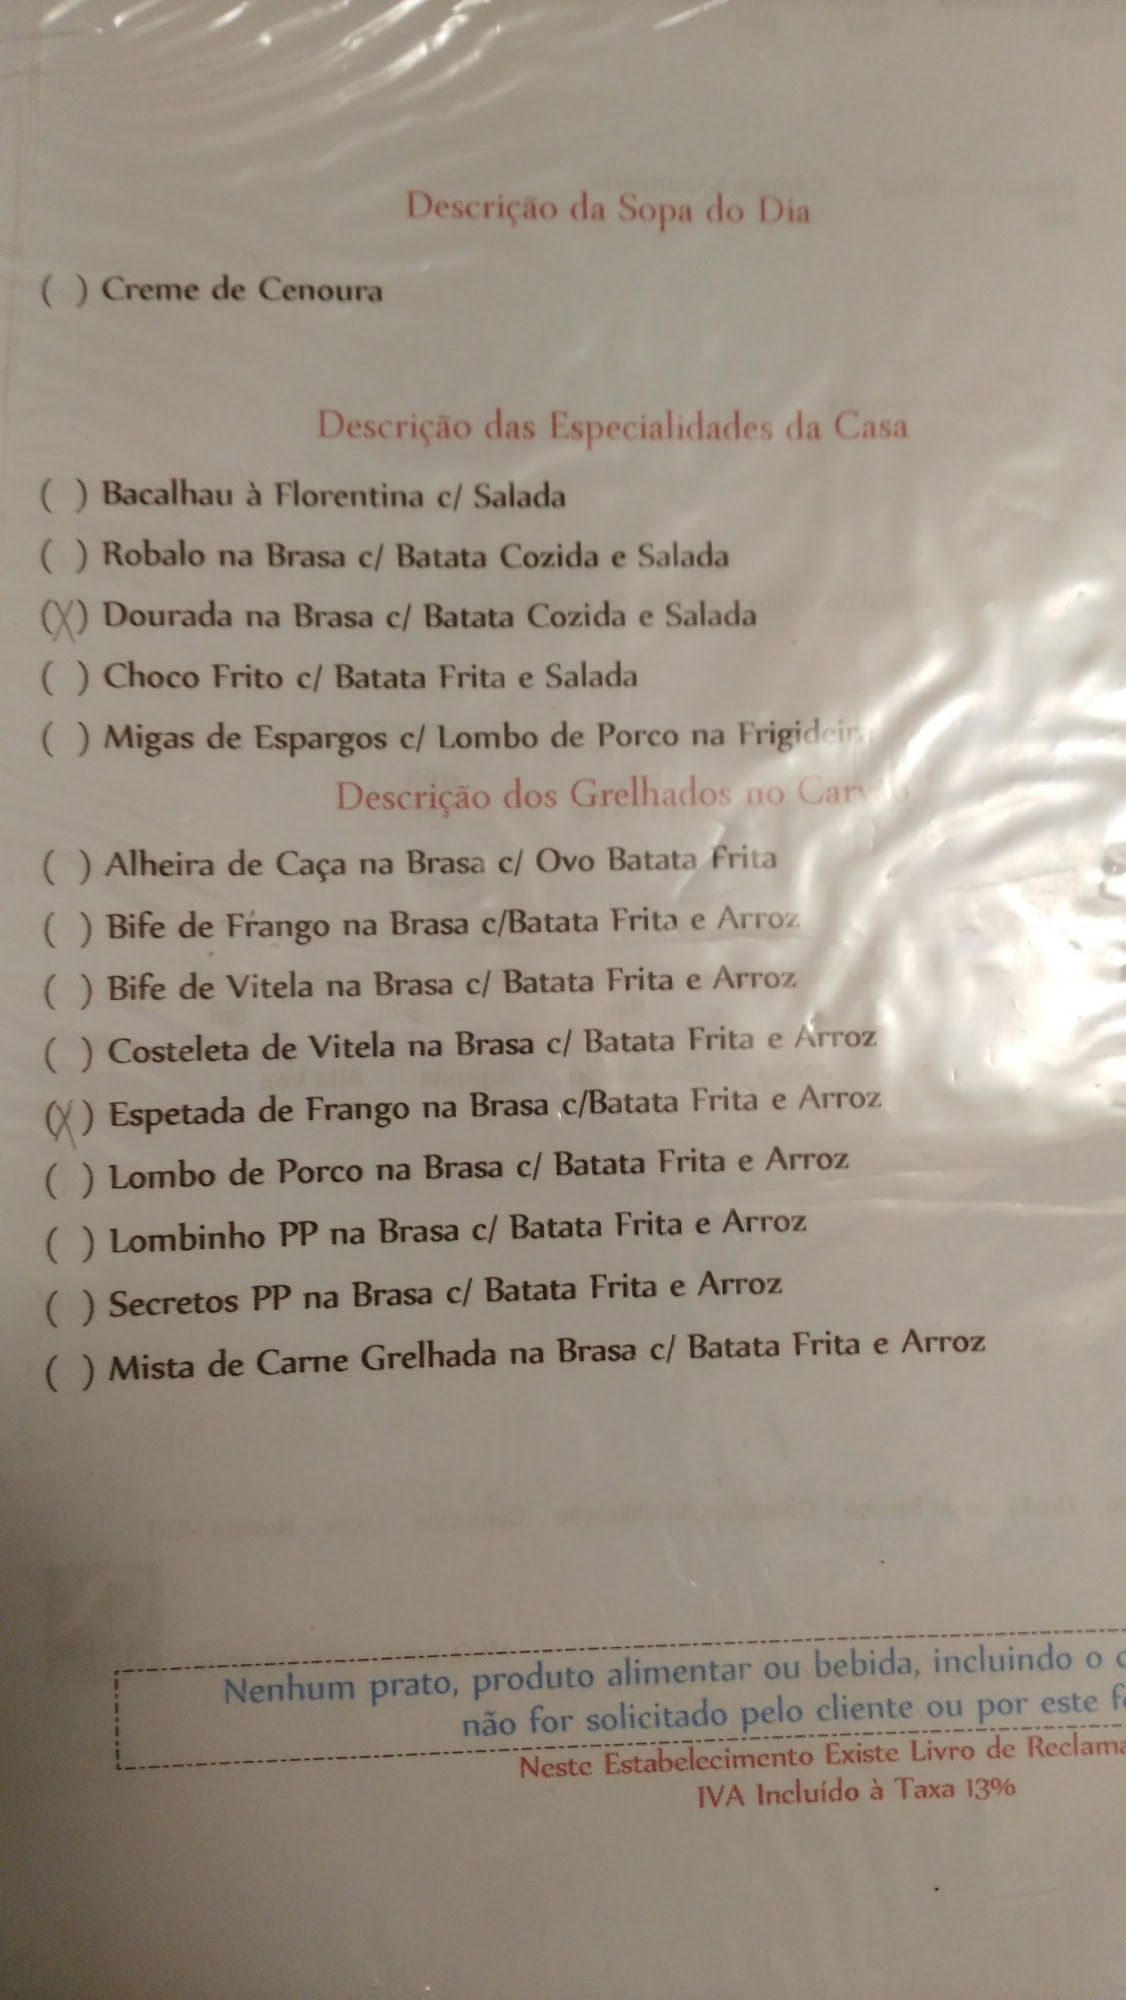 Descrição da Sopa do Dia
( ) Creme de Cenoura
Descrição das Especialidades da Casa
( ) Bacalhau à Florentina c/ Salada
( ) Robalo na Brasa c/ Batata Cozida e Salada
(X) Dourada na Brasa c/ Batata Cozida e Salada
( ) Choco Frito c/ Batata Frita e Salada
( ) Migas de Espargos c/ Lombo de Porco na Frigideira
Descrição dos Grelhados no Carvão
( ) Alheira de Caça na Brasa c/ Ovo Batata Frita
( ) Bife de Frango na Brasa c/Batata Frita e Arroz
( ) Bife de Vitela na Brasa c/ Batata Frita e Arroz
( ) Costeleta de Vitela na Brasa c/ Batata Frita e Arroz
(X) Espetada de Frango na Brasa c/Batata Frita e Arroz
( ) Lombo de Porco na Brasa c/ Batata Frita e Arroz
( ) Lombinho PP na Brasa c/ Batata Frita e Arroz
( ) Secretos PP na Brasa c/ Batata Frita e Arroz
( ) Mista de Carne Grelhada na Brasa c/ Batata Frita e Arroz
Nenhum prato, produto alimentar ou bebida, incluindo o
não for solicitado pelo cliente ou por este
Neste Estabelecimento Existe Livro de Reclama
IVA Incluído à Taxa 13%